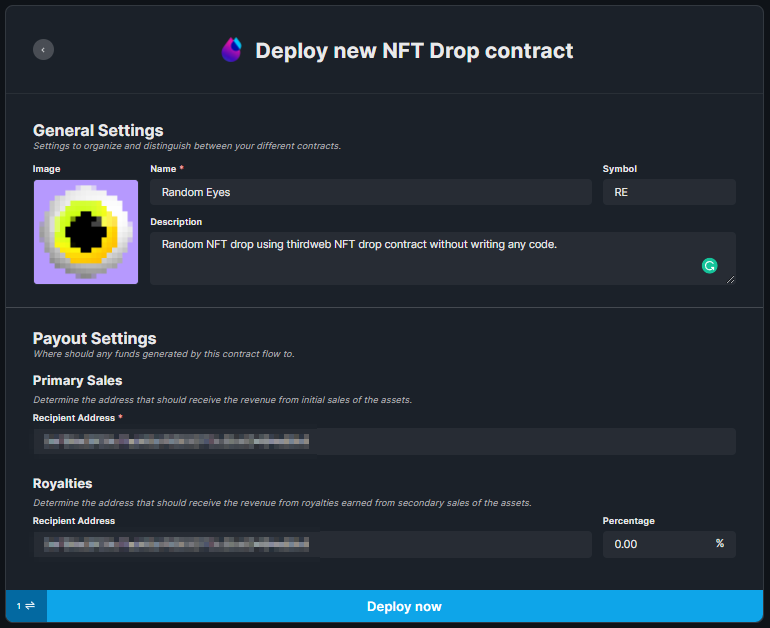 Deploy new NFT Drop contract
General Settings
Settings to organize and distinguish between your different contracts.
Image
Name *
Symbol
Random Eyes
RE
Description
Random NFT drop using thirdweb NFT drop contract without writing any code.
Payout Settings
Where should any funds generated by this contract flow to.
Primary Sales
Determine the address that should receive the revenue from initial sales of the assets.
Recipient Address *
Royalties
Determine the address that should receive the revenue from royalties earned from secondary sales of the assets.
Recipient Address
Percentage
0.00 %
1 ⇌
Deploy now